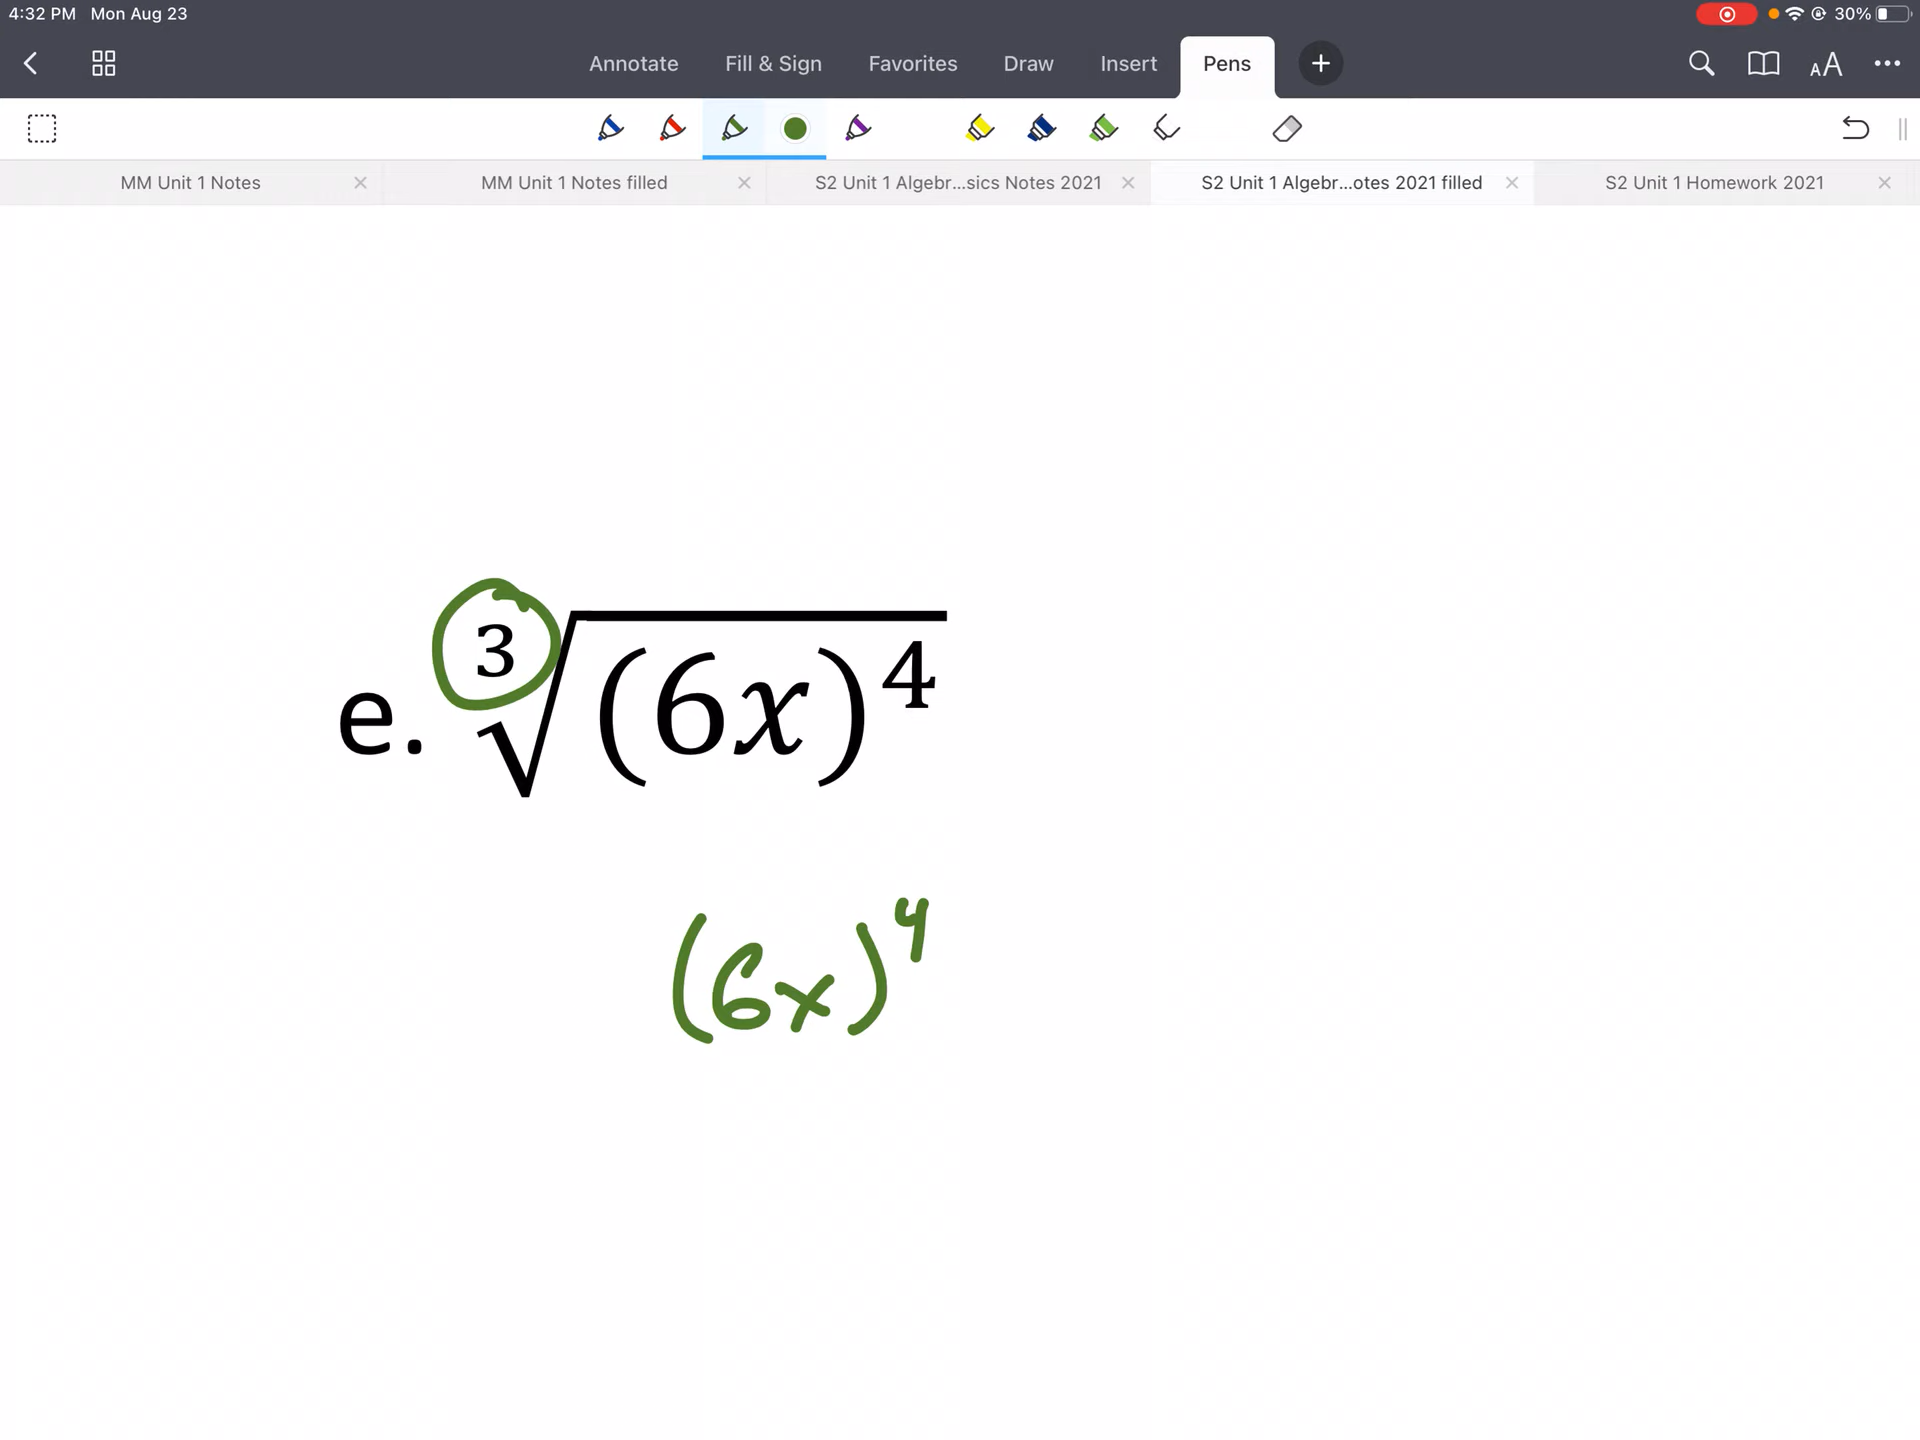 4:32 PM Mon Aug 23 30%
Annotate Fill & Sign Favorites Draw Insert Pens + AA
MM Unit 1 Notes MM Unit 1 Notes filled S2 Unit 1 Algebr...sics Notes 2021 S2 Unit 1 Algebr...otes 2021 filled S2 Unit 1 Homework 2021
e. ∛(6x)⁴
(6x)⁴